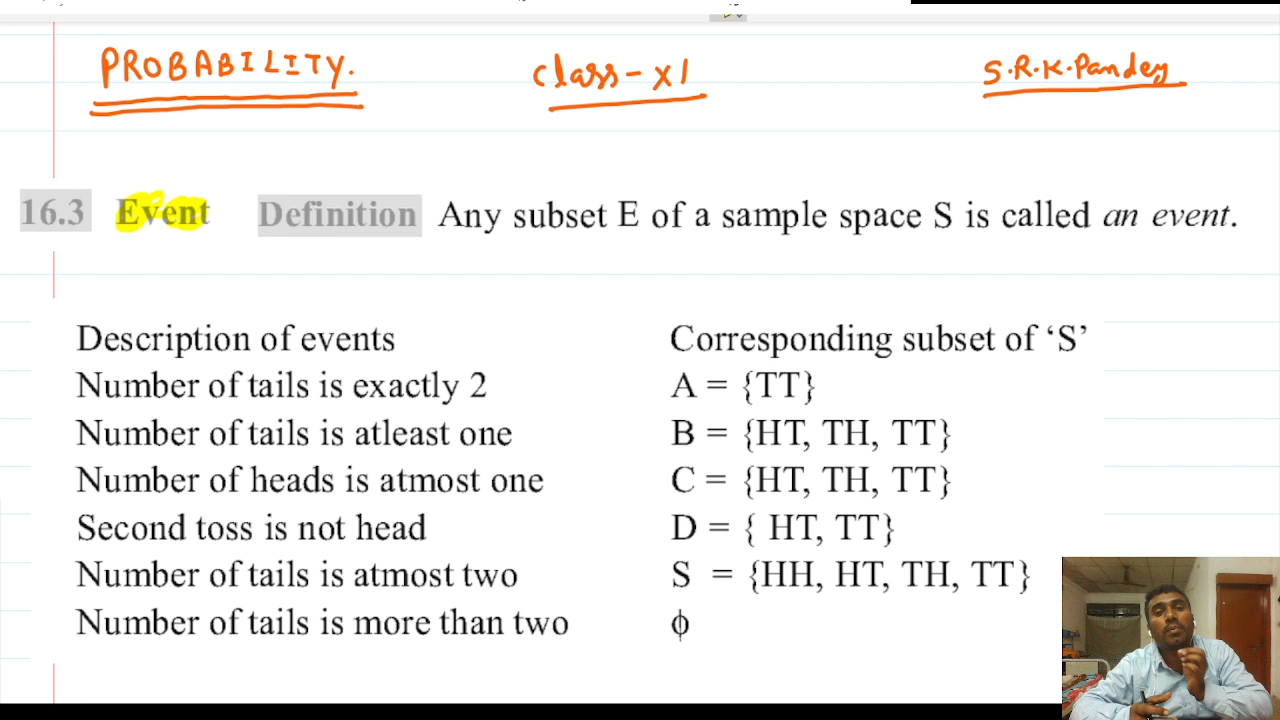 PROBABILITY. Class-XI S.R.K.Pandey
16.3 Event Definition Any subset E of a sample space S is called an event.
Description of events Corresponding subset of ‘S’
Number of tails is exactly 2 A = {TT}
Number of tails is atleast one B = {HT, TH, TT}
Number of heads is atmost one C = {HT, TH, TT}
Second toss is not head D = { HT, TT}
Number of tails is atmost two S = {HH, HT, TH, TT}
Number of tails is more than two ϕ